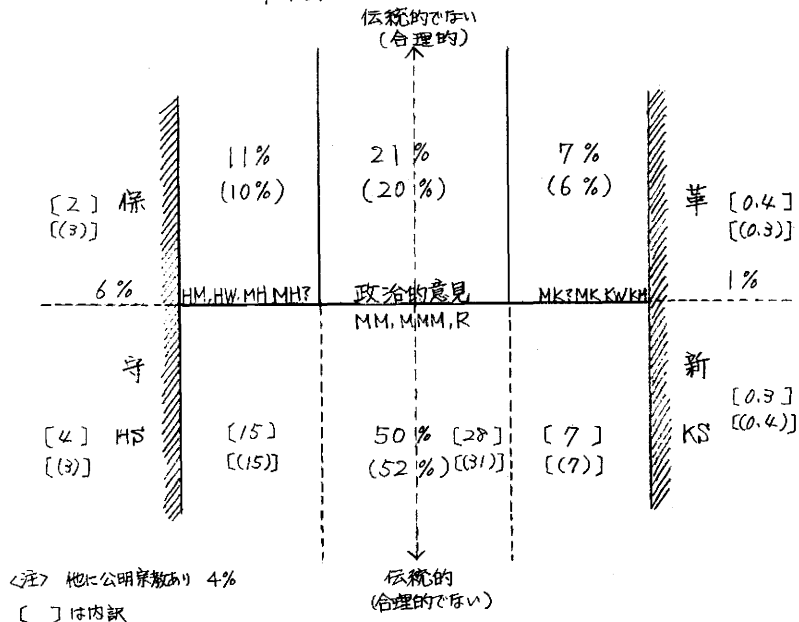 伝統的でない
(合理的)
11%
(10%)
21%
(20%)
7%
(6%)
[2] 保
[(3)]
革 [0.4]
[(0.3)]
6%
HM, HW, MH, MH?
政治的意見
MK? MK, KW, KH
1%
MM, MMM, R
守
新
[4] HS
[(3)]
[15]
[(15)]
50% [28]
(52%) [(31)]
[7]
[(7)]
KS
[0.3]
[(0.4)]
<注> 他に公明宗教あり 4%
[ ] は内訳
伝統的
(合理的でない)